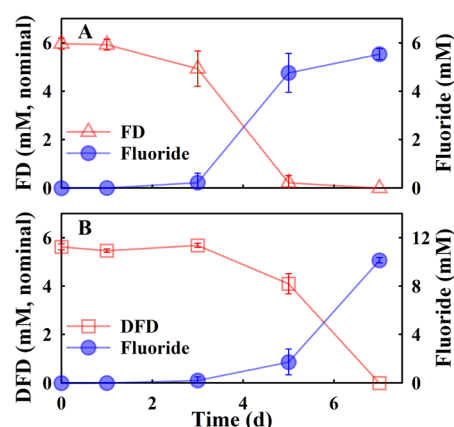 A
FD (mM, nominal)
6
4
2
0
FD
Fluoride
6
4
2
0
Fluoride (mM)
B
DFD (mM, nominal)
6
4
2
0
DFD
Fluoride
12
8
4
0
Fluoride (mM)
0 2 4 6
Time (d)